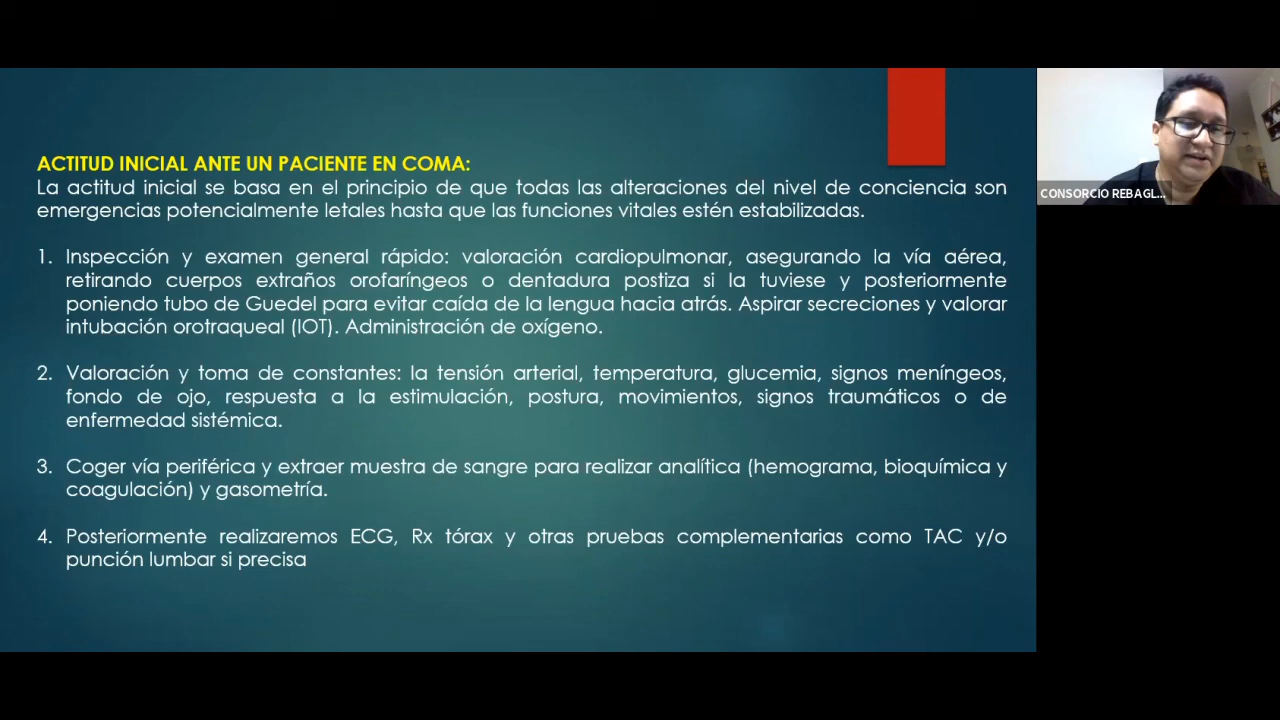 ACTITUD INICIAL ANTE UN PACIENTE EN COMA:
La actitud inicial se basa en el principio de que todas las alteraciones del nivel de conciencia son
emergencias potencialmente letales hasta que las funciones vitales estén estabilizadas.
1. Inspección y examen general rápido: valoración cardiopulmonar, asegurando la vía aérea,
retirando cuerpos extraños orofaríngeos o dentadura postiza si la tuviese y posteriormente
poniendo tubo de Guedel para evitar caída de la lengua hacia atrás. Aspirar secreciones y valorar
intubación orotraqueal (IOT). Administración de oxígeno.
2. Valoración y toma de constantes: la tensión arterial, temperatura, glucemia, signos meníngeos,
fondo de ojo, respuesta a la estimulación, postura, movimientos, signos traumáticos o de
enfermedad sistémica.
3. Coger vía periférica y extraer muestra de sangre para realizar analítica (hemograma, bioquímica y
coagulación) y gasometría.
4. Posteriormente realizaremos ECG, Rx tórax y otras pruebas complementarias como TAC y/o
punción lumbar si precisa
CONSORCIO REBAGL...